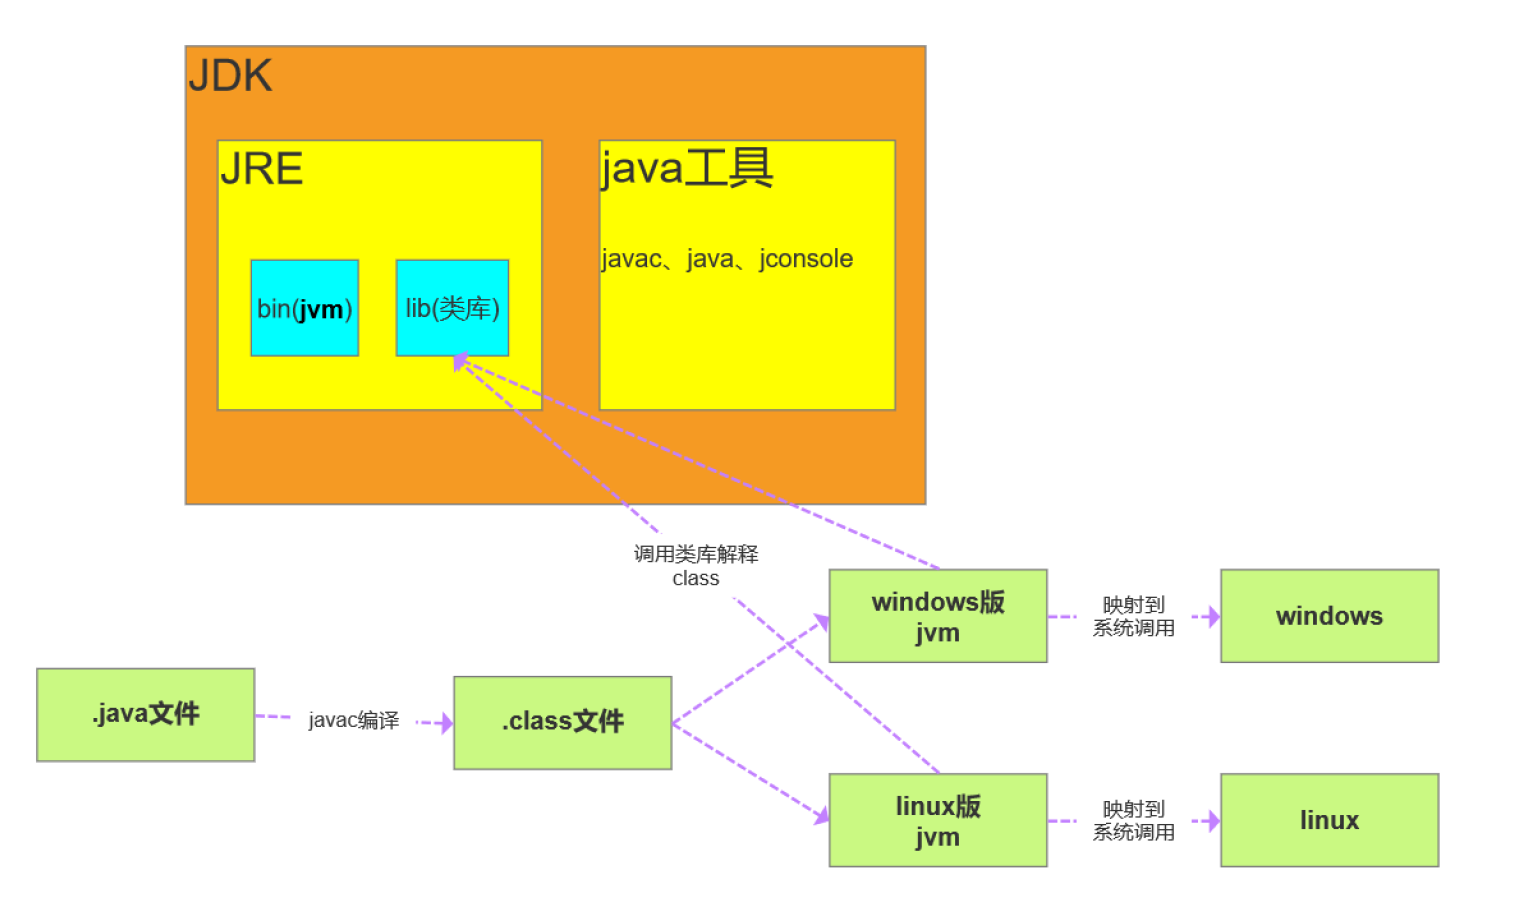 JDK
JRE
java工具
javac、java、jconsole
bin(jvm)
lib(类库)
调用类库解释
class
windows版
jvm
映射到
系统调用
windows
.java文件
javac编译
.class文件
linux版
jvm
映射到
系统调用
linux